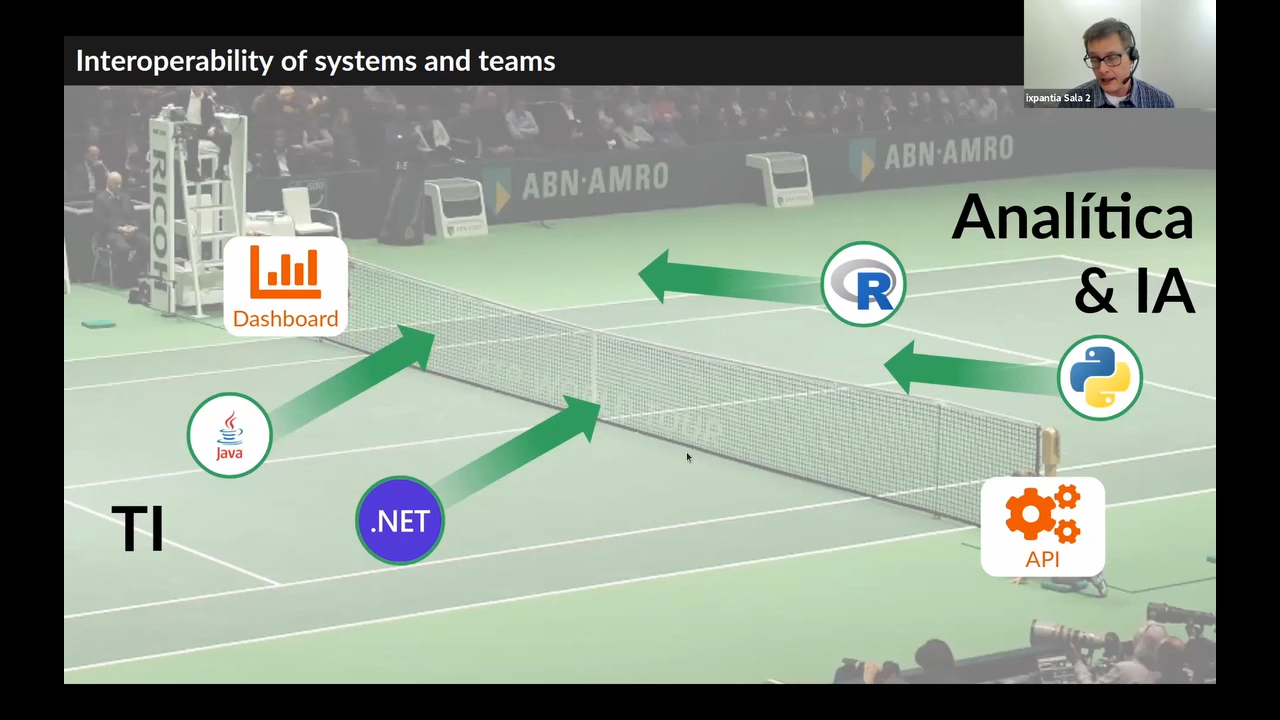 Interoperability of systems and teams
ixpantia Sala 2
RICOH
ABN·AMRO
ABN·AMRO
Analítica
& IA
R
Dashboard
Java
.NET
TI
API